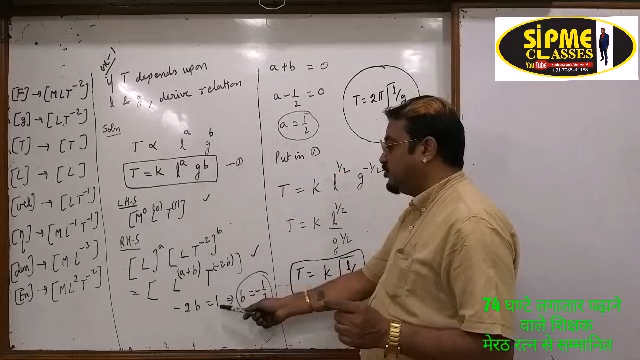 [F] → [MLT⁻²]
[g] → [LT⁻²]
[T] → [T]
[L] → [L]
[vel] → [LT⁻¹]
[η] → [ML⁻¹T⁻¹]
[ML⁻³]
[En] → [ML²T⁻²]
if T depends upon
l & g, derive relation
Soln
T ∝ lᵃ gᵇ
T = k lᵃ gᵇ —①
L.H.S
[M⁰ L⁰ T¹] ✓
R.H.S
[L]ᵃ [LT⁻²]ᵇ
= [L⁽ᵃ⁺ᵇ⁾ T⁽⁻²ᵇ⁾] ✓
-2b = 1 ⇒ b = -1/2
a + b = 0
a - 1/2 = 0
a = 1/2
Put in ①
T = k l^1/2 g^-1/2
T = k l^1/2 / g^1/2
T = k √l/
T = 2π √l/g
SiPME
CLASSES
You Tube
74 घण्टे लगातार पढ़ाने
वाले शिक्षक
मेरठ रत्न से सम्मानित